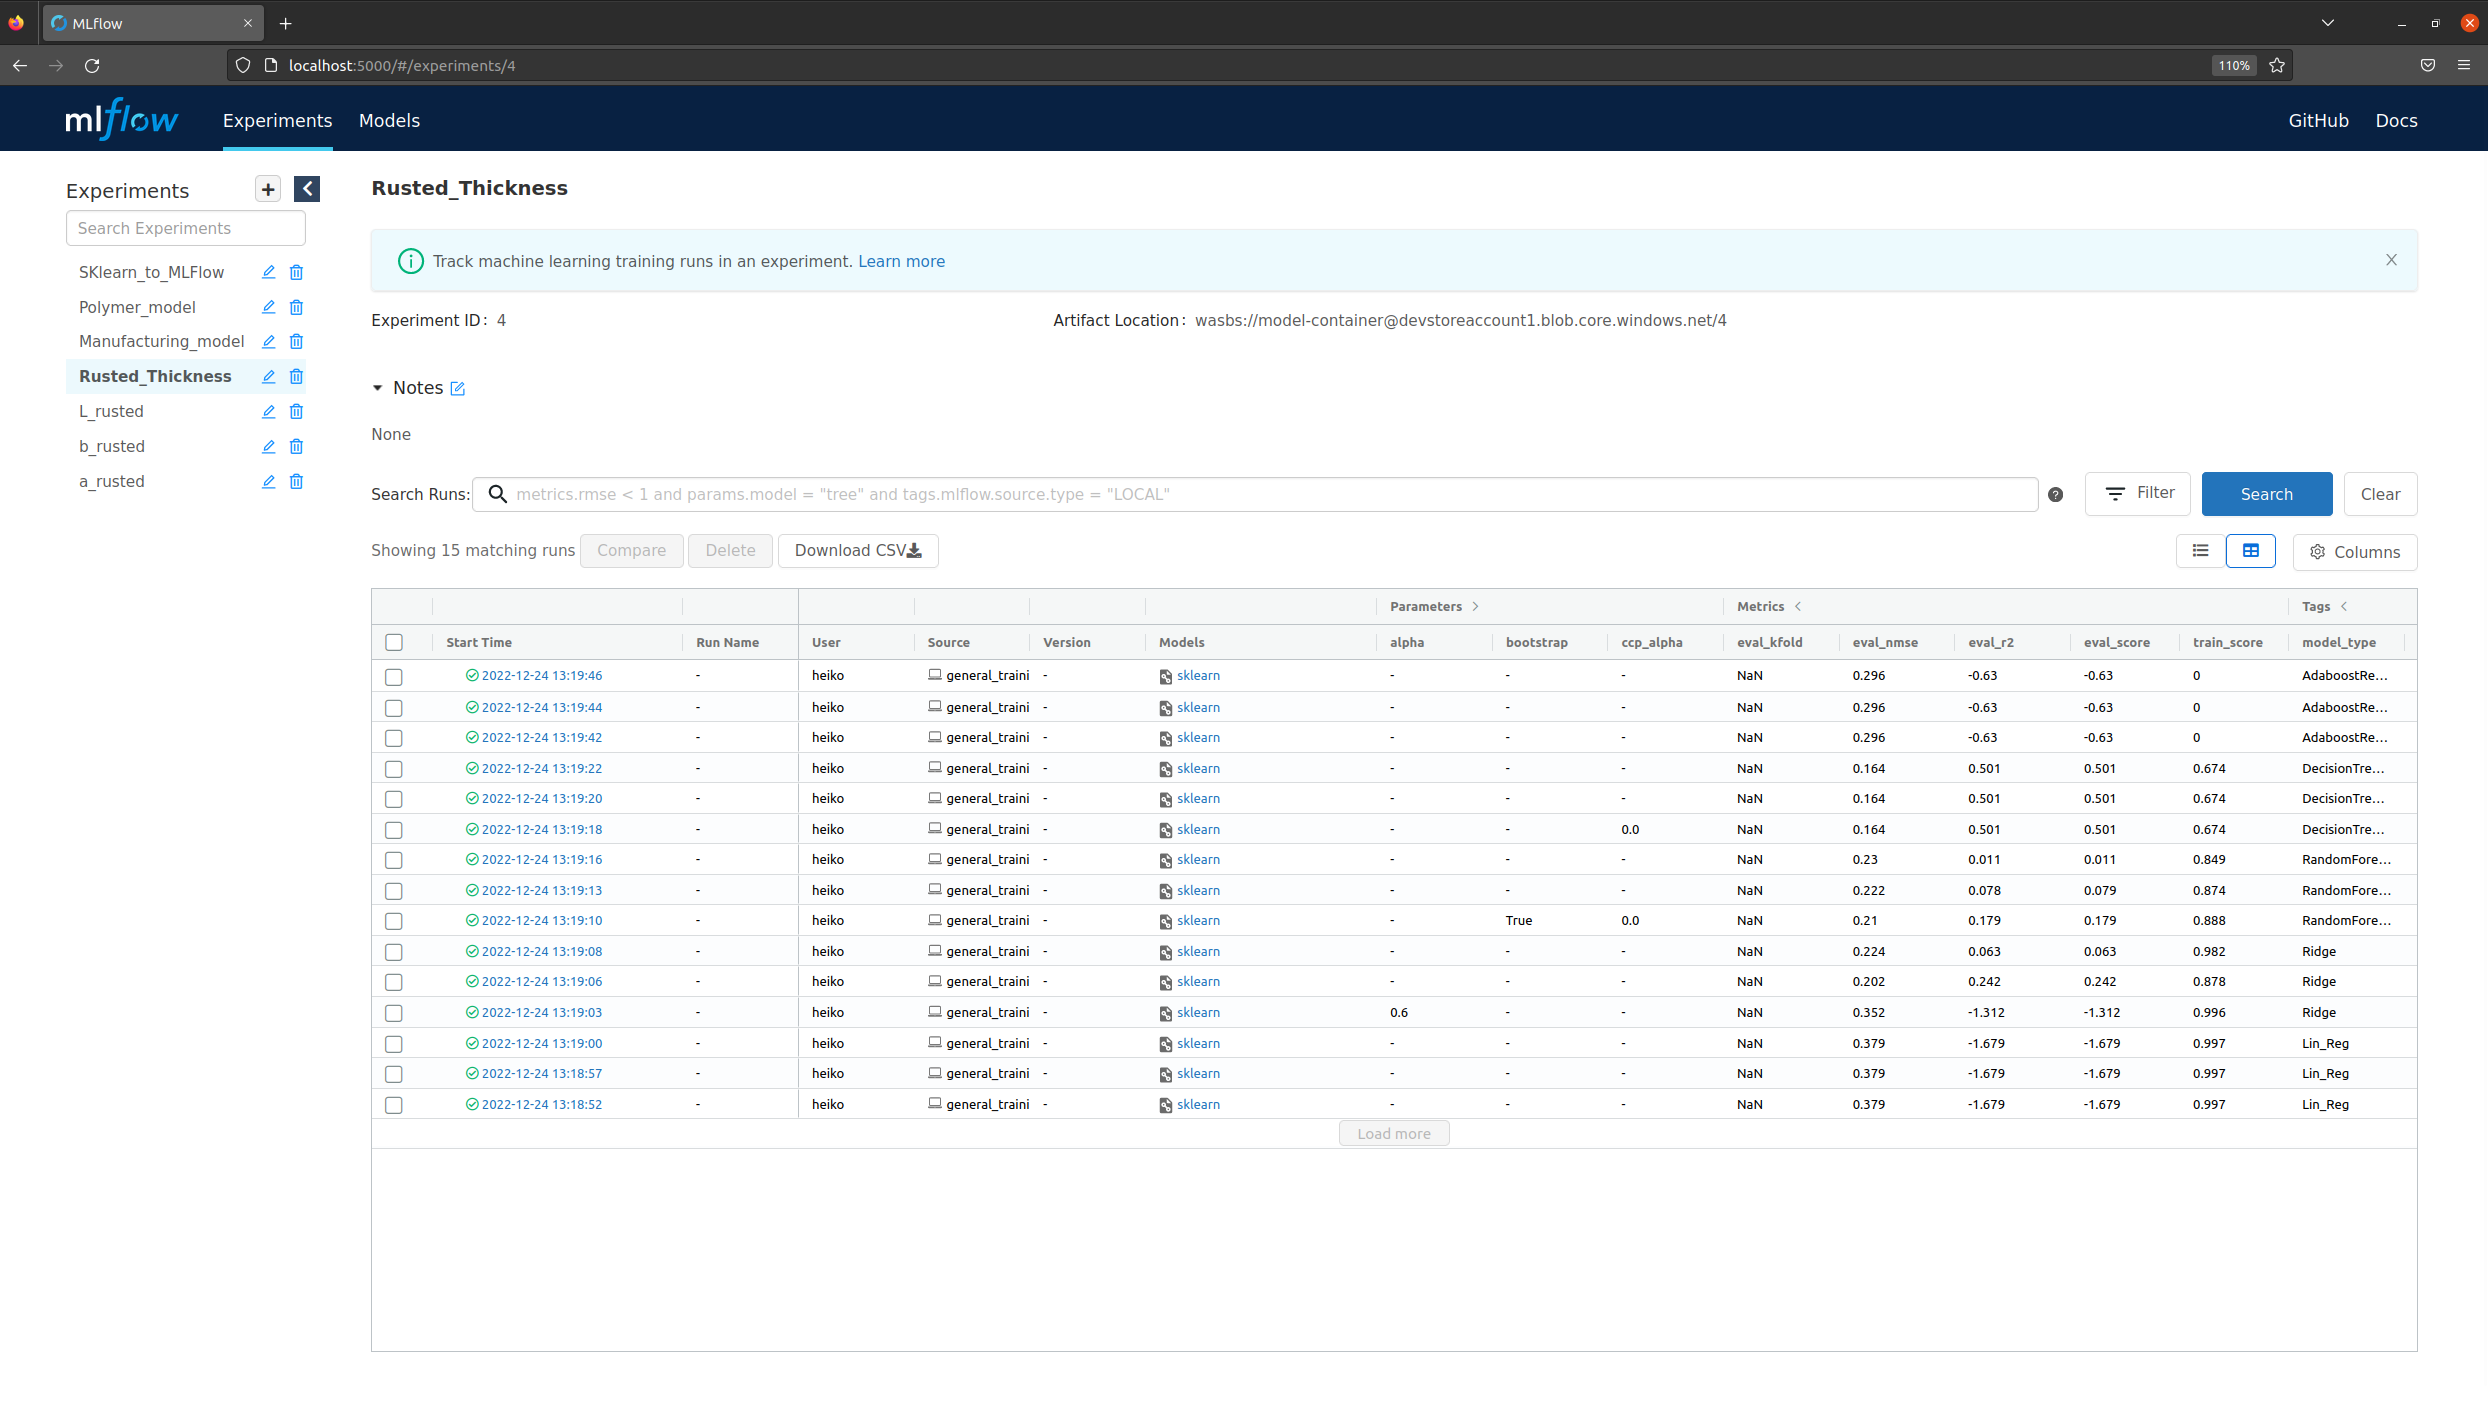 MLflow
localhost:5000/#/experiments/4
110%
mlflow
Experiments
Models
GitHub
Docs
Experiments
Search Experiments
SKlearn_to_MLFlow
Polymer_model
Manufacturing_model
Rusted_Thickness
L_rusted
b_rusted
a_rusted
Rusted_Thickness
Track machine learning training runs in an experiment. Learn more
Experiment ID: 4
Artifact Location: wasbs://model-container@devstoreaccount1.blob.core.windows.net/4
Notes
None
Search Runs: metrics.rmse < 1 and params.model = "tree" and tags.mlflow.source.type = "LOCAL"
Filter
Search
Clear
Showing 15 matching runs
Compare
Delete
Download CSV
Columns
Parameters > Metrics < Tags <
Start Time Run Name User Source Version Models alpha bootstrap ccp_alpha eval_kfold eval_nmse eval_r2 eval_score train_score model_type
2022-12-24 13:19:46 - heiko general_traini - sklearn - - - NaN 0.296 -0.63 -0.63 0 AdaboostRe...
2022-12-24 13:19:44 - heiko general_traini - sklearn - - - NaN 0.296 -0.63 -0.63 0 AdaboostRe...
2022-12-24 13:19:42 - heiko general_traini - sklearn - - - NaN 0.296 -0.63 -0.63 0 AdaboostRe...
2022-12-24 13:19:22 - heiko general_traini - sklearn - - - NaN 0.164 0.501 0.501 0.674 DecisionTre...
2022-12-24 13:19:20 - heiko general_traini - sklearn - - - NaN 0.164 0.501 0.501 0.674 DecisionTre...
2022-12-24 13:19:18 - heiko general_traini - sklearn - - 0.0 NaN 0.164 0.501 0.501 0.674 DecisionTre...
2022-12-24 13:19:16 - heiko general_traini - sklearn - - - NaN 0.23 0.011 0.011 0.849 RandomFore...
2022-12-24 13:19:13 - heiko general_traini - sklearn - - - NaN 0.222 0.078 0.079 0.874 RandomFore...
2022-12-24 13:19:10 - heiko general_traini - sklearn - True 0.0 NaN 0.21 0.179 0.179 0.888 RandomFore...
2022-12-24 13:19:08 - heiko general_traini - sklearn - - - NaN 0.224 0.063 0.063 0.982 Ridge
2022-12-24 13:19:06 - heiko general_traini - sklearn - - - NaN 0.202 0.242 0.242 0.878 Ridge
2022-12-24 13:19:03 - heiko general_traini - sklearn 0.6 - - NaN 0.352 -1.312 -1.312 0.996 Ridge
2022-12-24 13:19:00 - heiko general_traini - sklearn - - - NaN 0.379 -1.679 -1.679 0.997 Lin_Reg
2022-12-24 13:18:57 - heiko general_traini - sklearn - - - NaN 0.379 -1.679 -1.679 0.997 Lin_Reg
2022-12-24 13:18:52 - heiko general_traini - sklearn - - - NaN 0.379 -1.679 -1.679 0.997 Lin_Reg
Load more